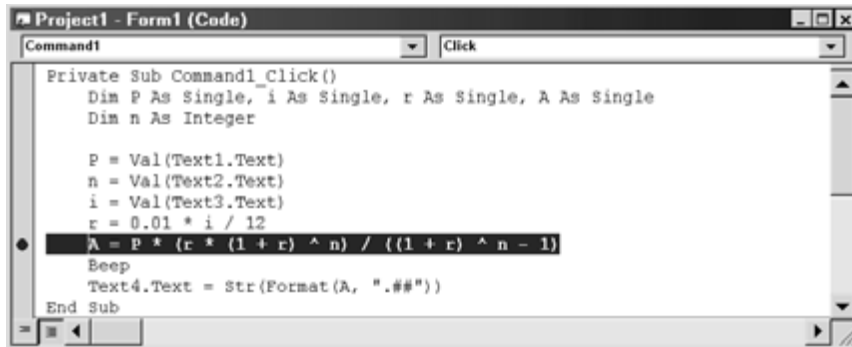 Project1 - Form1 (Code)
Command1 Click
Private Sub Command1_Click()
Dim P As Single, i As Single, r As Single, A As Single
Dim n As Integer
P = Val(Text1.Text)
n = Val(Text2.Text)
i = Val(Text3.Text)
r = 0.01 * i / 12
A = P * (r * (1 + r) ^ n) / ((1 + r) ^ n - 1)
Beep
Text4.Text = Str(Format(A, ".##"))
End Sub